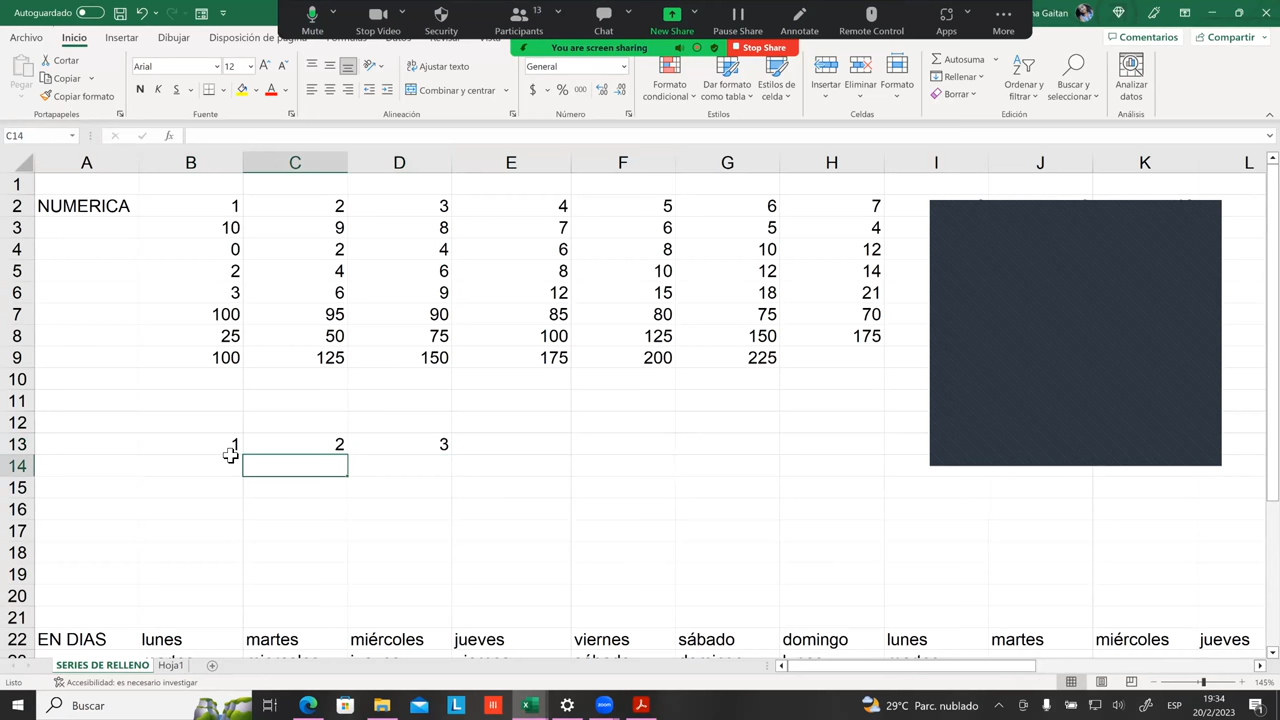 Autoguardado
na Gaitan
Mute
Stop Video
Security
Participants
13
Chat
New Share
Pause Share
Annotate
Remote Control
Apps
More
You are screen sharing
Stop Share
Archivo
Inicio
Insertar
Dibujar
Disposición de
Comentarios
Compartir
Cortar
Copiar
Copiar formato
Portapapeles
Arial
12
N K S
Fuente
Ajustar texto
Combinar y centrar
Alineación
General
$ % 000
Número
Formato condicional
Dar formato como tabla
Estilos de celda
Estilos
Insertar
Eliminar
Formato
Celdas
Autosuma
Rellenar
Borrar
Ordenar y filtrar
Buscar y seleccionar
Edición
Analizar datos
Análisis
C14
fx
A B C D E F G H I J K L
1
2 NUMERICA 1 2 3 4 5 6 7
3 10 9 8 7 6 5 4
4 0 2 4 6 8 10 12
5 2 4 6 8 10 12 14
6 3 6 9 12 15 18 21
7 100 95 90 85 80 75 70
8 25 50 75 100 125 150 175
9 100 125 150 175 200 225
10
11
12
13 1 2 3
14
15
16
17
18
19
20
21
22 EN DIAS lunes martes miércoles jueves viernes sábado domingo lunes martes miércoles jueves
SERIES DE RELLENO
Hoja1
Listo
Accesibilidad: es necesario investigar
145%
Buscar
29°C Parc. nublado
ESP
19:34
20/2/2023